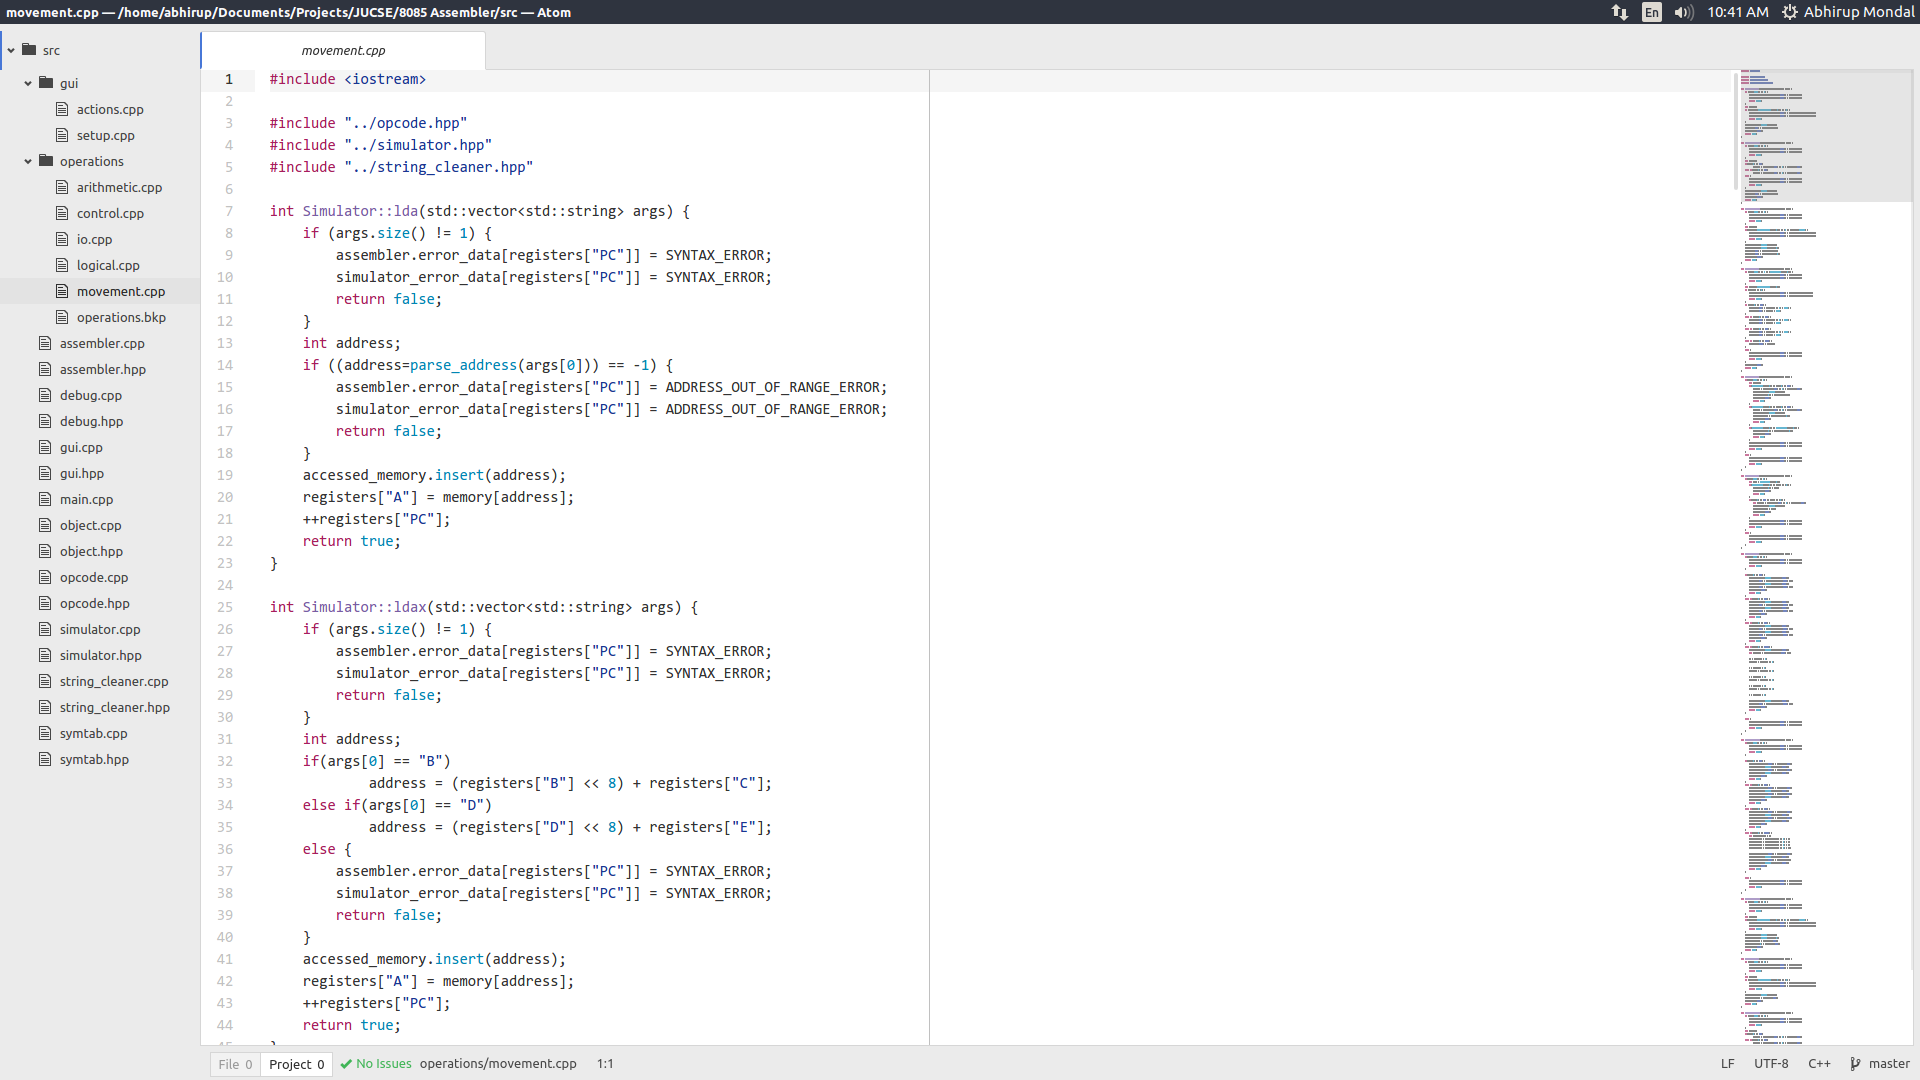 movement.cpp — /home/abhirup/Documents/Projects/JUCSE/8085 Assembler/src — Atom
En
10:41 AM
Abhirup Mondal
src
gui
actions.cpp
setup.cpp
operations
arithmetic.cpp
control.cpp
io.cpp
logical.cpp
movement.cpp
operations.bkp
assembler.cpp
assembler.hpp
debug.cpp
debug.hpp
gui.cpp
gui.hpp
main.cpp
object.cpp
object.hpp
opcode.cpp
opcode.hpp
simulator.cpp
simulator.hpp
string_cleaner.cpp
string_cleaner.hpp
symtab.cpp
symtab.hpp
movement.cpp
1 #include <iostream>
2
3 #include "../opcode.hpp"
4 #include "../simulator.hpp"
5 #include "../string_cleaner.hpp"
6
7 int Simulator::lda(std::vector<std::string> args) {
8     if (args.size() != 1) {
9         assembler.error_data[registers["PC"]] = SYNTAX_ERROR;
10         simulator_error_data[registers["PC"]] = SYNTAX_ERROR;
11         return false;
12     }
13     int address;
14     if ((address=parse_address(args[0])) == -1) {
15         assembler.error_data[registers["PC"]] = ADDRESS_OUT_OF_RANGE_ERROR;
16         simulator_error_data[registers["PC"]] = ADDRESS_OUT_OF_RANGE_ERROR;
17         return false;
18     }
19     accessed_memory.insert(address);
20     registers["A"] = memory[address];
21     ++registers["PC"];
22     return true;
23 }
24
25 int Simulator::ldax(std::vector<std::string> args) {
26     if (args.size() != 1) {
27         assembler.error_data[registers["PC"]] = SYNTAX_ERROR;
28         simulator_error_data[registers["PC"]] = SYNTAX_ERROR;
29         return false;
30     }
31     int address;
32     if(args[0] == "B")
33             address = (registers["B"] << 8) + registers["C"];
34     else if(args[0] == "D")
35             address = (registers["D"] << 8) + registers["E"];
36     else {
37         assembler.error_data[registers["PC"]] = SYNTAX_ERROR;
38         simulator_error_data[registers["PC"]] = SYNTAX_ERROR;
39         return false;
40     }
41     accessed_memory.insert(address);
42     registers["A"] = memory[address];
43     ++registers["PC"];
44     return true;
File 0 Project 0 No Issues operations/movement.cpp 1:1 LF UTF-8 C++ master